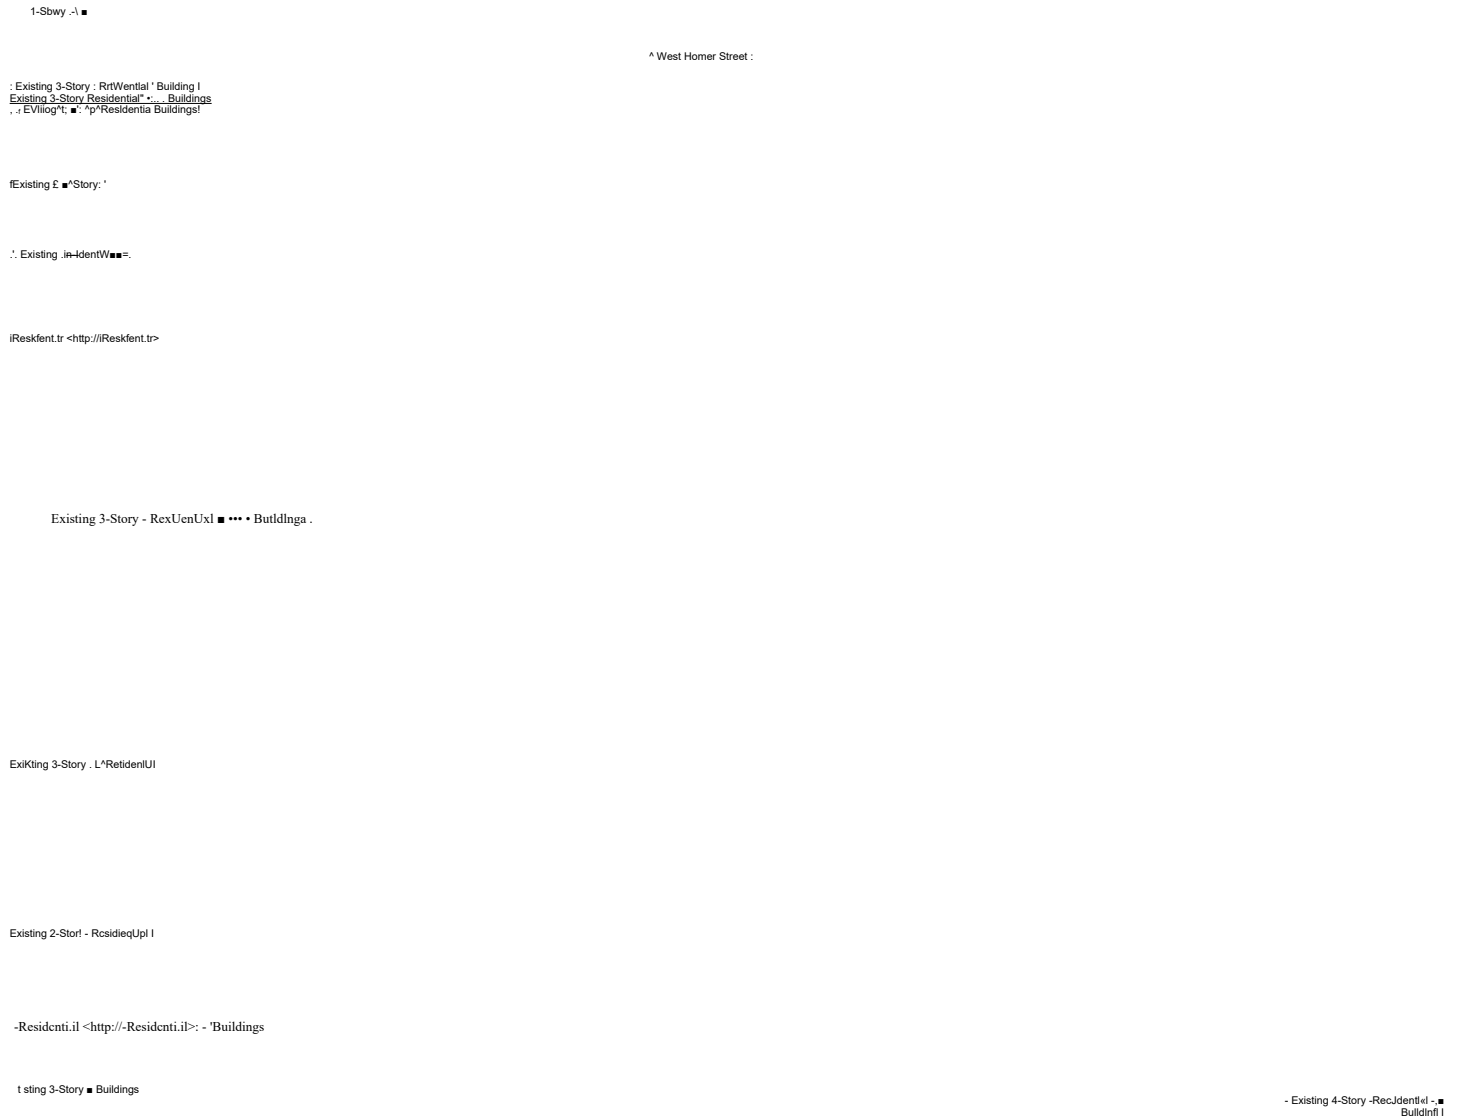 1-Sbwy .-\ ■
^ West Homer Street :
: Existing 3-Story : RrtWentlal ' Building I
Existing 3-Story Residential" •:.. . Buildings
, .r EVliiog^t; ■': ^p^ResIdentia Buildings!
fExisting £ ■^Story: '
.'. Existing .in-IdentW■■=.
iReskfent.tr <http://iReskfent.tr>
Existing 3-Story - RexUenUxl ■ ••• • Butldlnga .
ExiKting 3-Story . L^RetidenlUI
Existing 2-Stor! - RcsidieqUpl I
-Residcnti.il <http://-Residcnti.il>: - 'Buildings
t sting 3-Story ■ Buildings
- Existing 4-Story -RecJdentl«l -,■
Bulldlnfl I